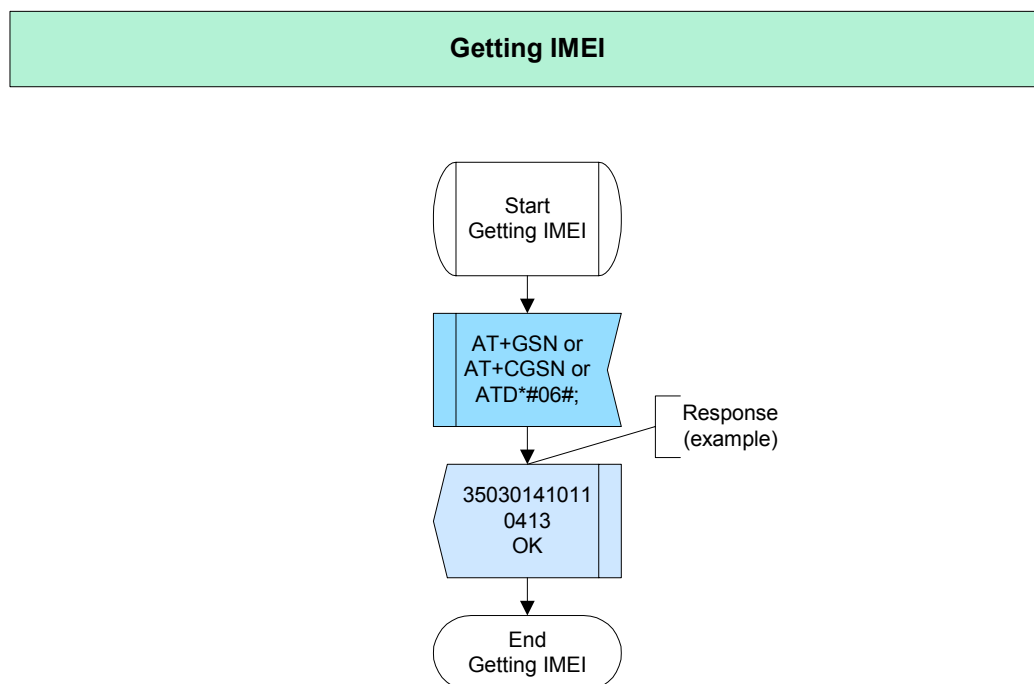 Getting IMEI
Start
Getting IMEI
AT+GSN or
AT+CGSN or
ATD*#06#;
Response
(example)
35030141011
0413
OK
End
Getting IMEI